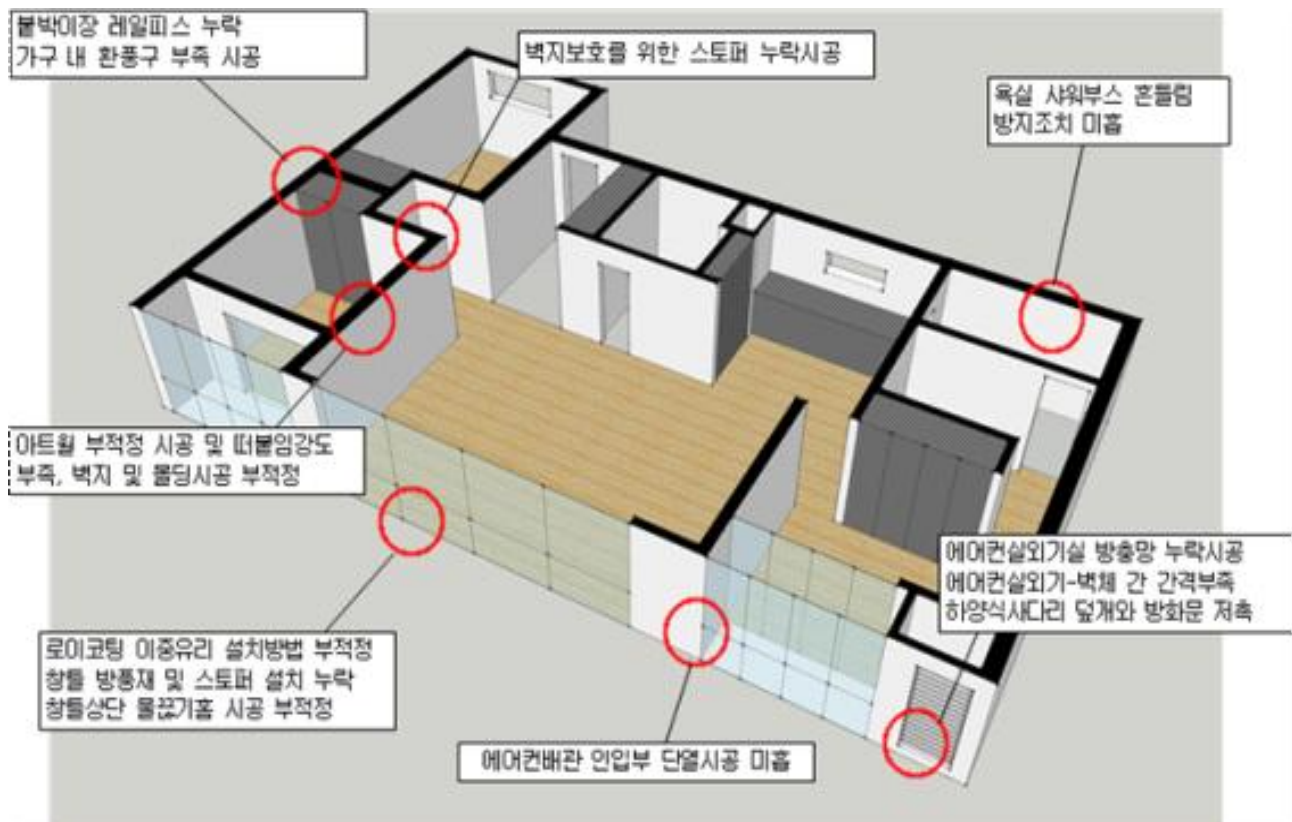 붙박이장 레일피스 누락
가구 내 환풍구 부족 시공
벽지보호를 위한 스토퍼 누락시공
욕실 샤워부스 흔들림
방지조치 미흡
아트월 부적정 시공 및 떠붙임강도
부족, 벽지 및 몰딩시공 부적정
에어컨실외기실 방충망 누락시공
에어컨실외기-벽체 간 간격부족
하양식사다리 덮개와 방화문 저촉
로이코팅 이중유리 설치방법 부적정
창틀 방풍재 및 스토퍼 설치 누락
창틀상단 물끊기홈 시공 부적정
에어컨배관 인입부 단열시공 미흡